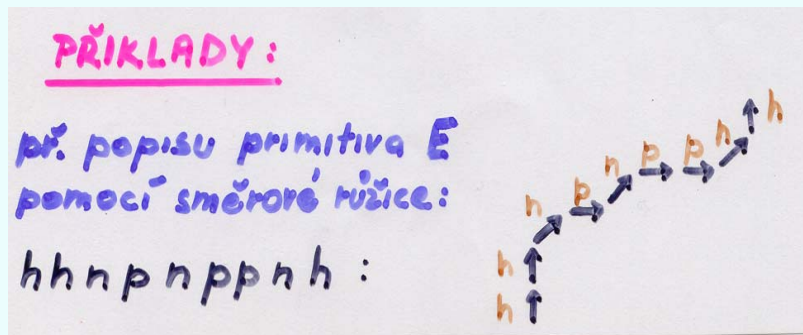 PŘIKLADY:
př. popisu primitiva E
pomocí směrové růžice:
hhnpnppnh:
h
h
n
p
n
p
p
n
h